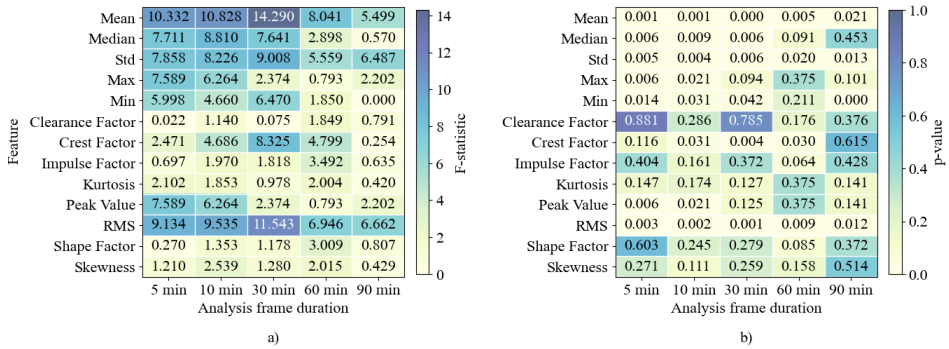 Feature
Mean 10.332 10.828 14.290 8.041 5.499
Median 7.711 8.810 7.641 2.898 0.570
Std 7.858 8.226 9.008 5.559 6.487
Max 7.589 6.264 2.374 0.793 2.202
Min 5.998 4.660 6.470 1.850 0.000
Clearance Factor 0.022 1.140 0.075 1.849 0.791
Crest Factor 2.471 4.686 8.325 4.799 0.254
Impulse Factor 0.697 1.970 1.818 3.492 0.635
Kurtosis 2.102 1.853 0.978 2.004 0.420
Peak Value 7.589 6.264 2.374 0.793 2.202
RMS 9.134 9.535 11.543 6.946 6.662
Shape Factor 0.270 1.353 1.178 3.009 0.807
Skewness 1.210 2.539 1.280 2.015 0.429
5 min 10 min 30 min 60 min 90 min
Analysis frame duration
14
12
10
8
6
4
2
0
F-statistic
a)
Mean 0.001 0.001 0.000 0.005 0.021
Median 0.006 0.009 0.006 0.091 0.453
Std 0.005 0.004 0.006 0.020 0.013
Max 0.006 0.021 0.094 0.375 0.101
Min 0.014 0.031 0.042 0.211 0.000
Clearance Factor 0.881 0.286 0.785 0.176 0.376
Crest Factor 0.116 0.031 0.004 0.030 0.615
Impulse Factor 0.404 0.161 0.372 0.064 0.428
Kurtosis 0.147 0.174 0.127 0.375 0.141
Peak Value 0.006 0.021 0.125 0.375 0.141
RMS 0.003 0.002 0.001 0.009 0.012
Shape Factor 0.603 0.245 0.279 0.085 0.372
Skewness 0.271 0.111 0.259 0.158 0.514
5 min 10 min 30 min 60 min 90 min
Analysis frame duration
1.0
0.8
0.6
0.4
0.2
0.0
p-value
b)